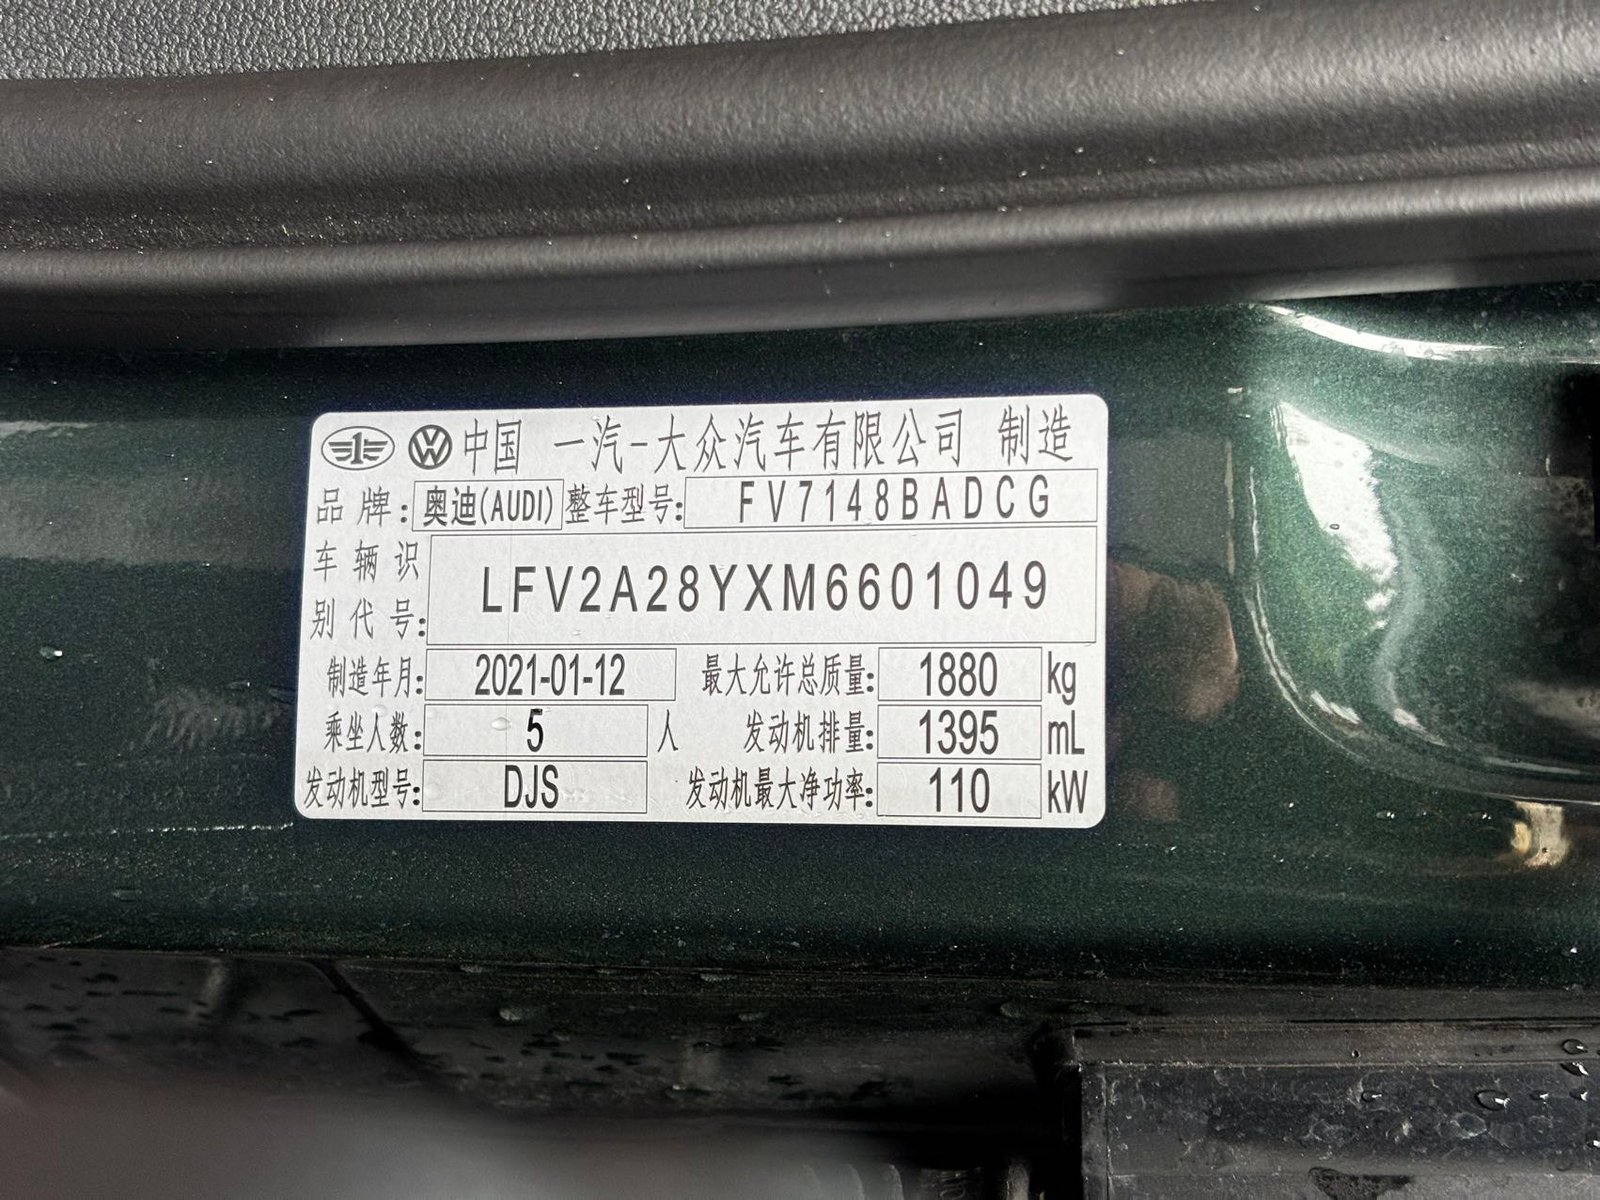 中国 一汽-大众汽车有限公司 制造
品牌: 奥迪(AUDI) 整车型号: FV7148BADCG
车辆识别代号: LFV2A28YXM6601049
制造年月: 2021-01-12 最大允许总质量: 1880 kg
乘坐人数: 5 人 发动机排量: 1395 mL
发动机型号: DJS 发动机最大净功率: 110 kW